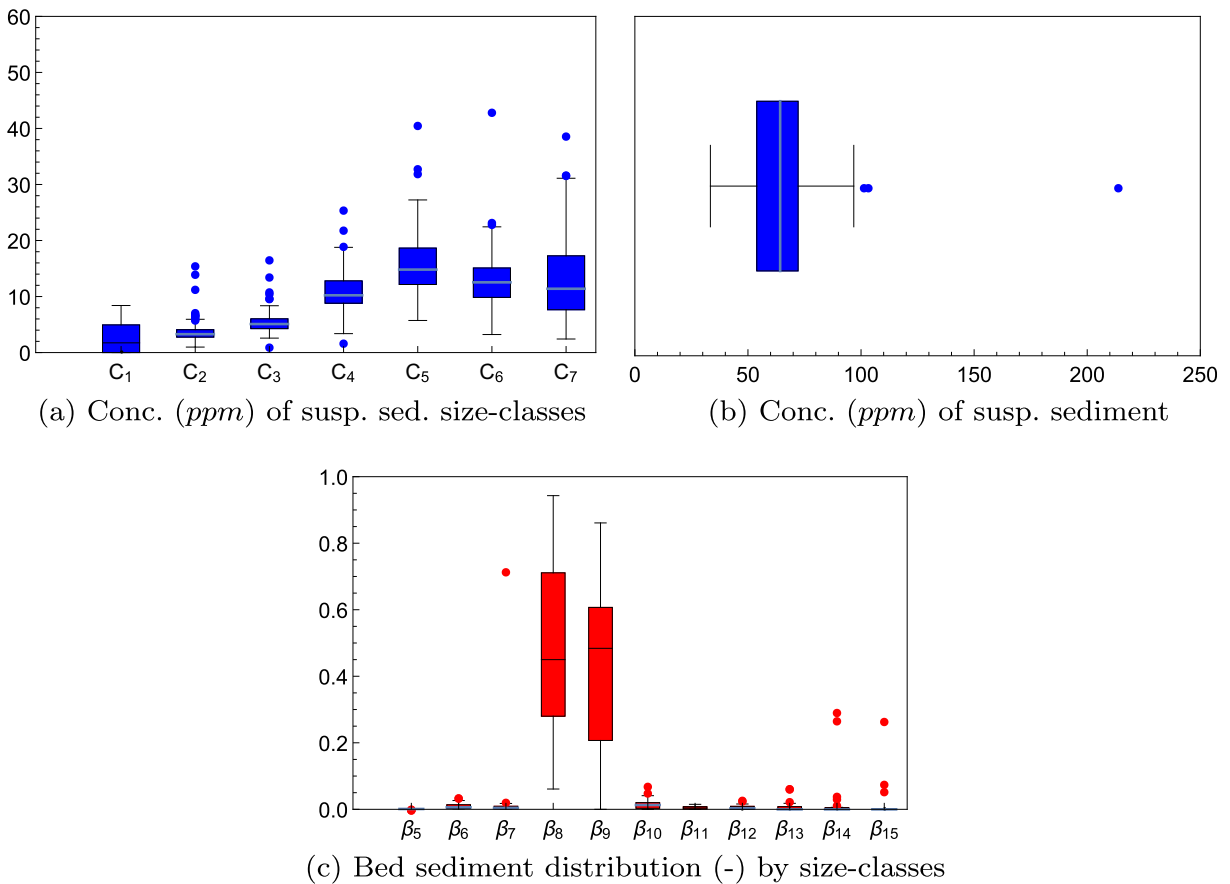 60
50
40
30
20
10
0
C1 C2 C3 C4 C5 C6 C7
(a) Conc. (ppm) of susp. sed. size-classes
0 50 100 150 200 250
(b) Conc. (ppm) of susp. sediment
1.0
0.8
0.6
0.4
0.2
0.0
β5 β6 β7 β8 β9 β10 β11 β12 β13 β14 β15
(c) Bed sediment distribution (-) by size-classes